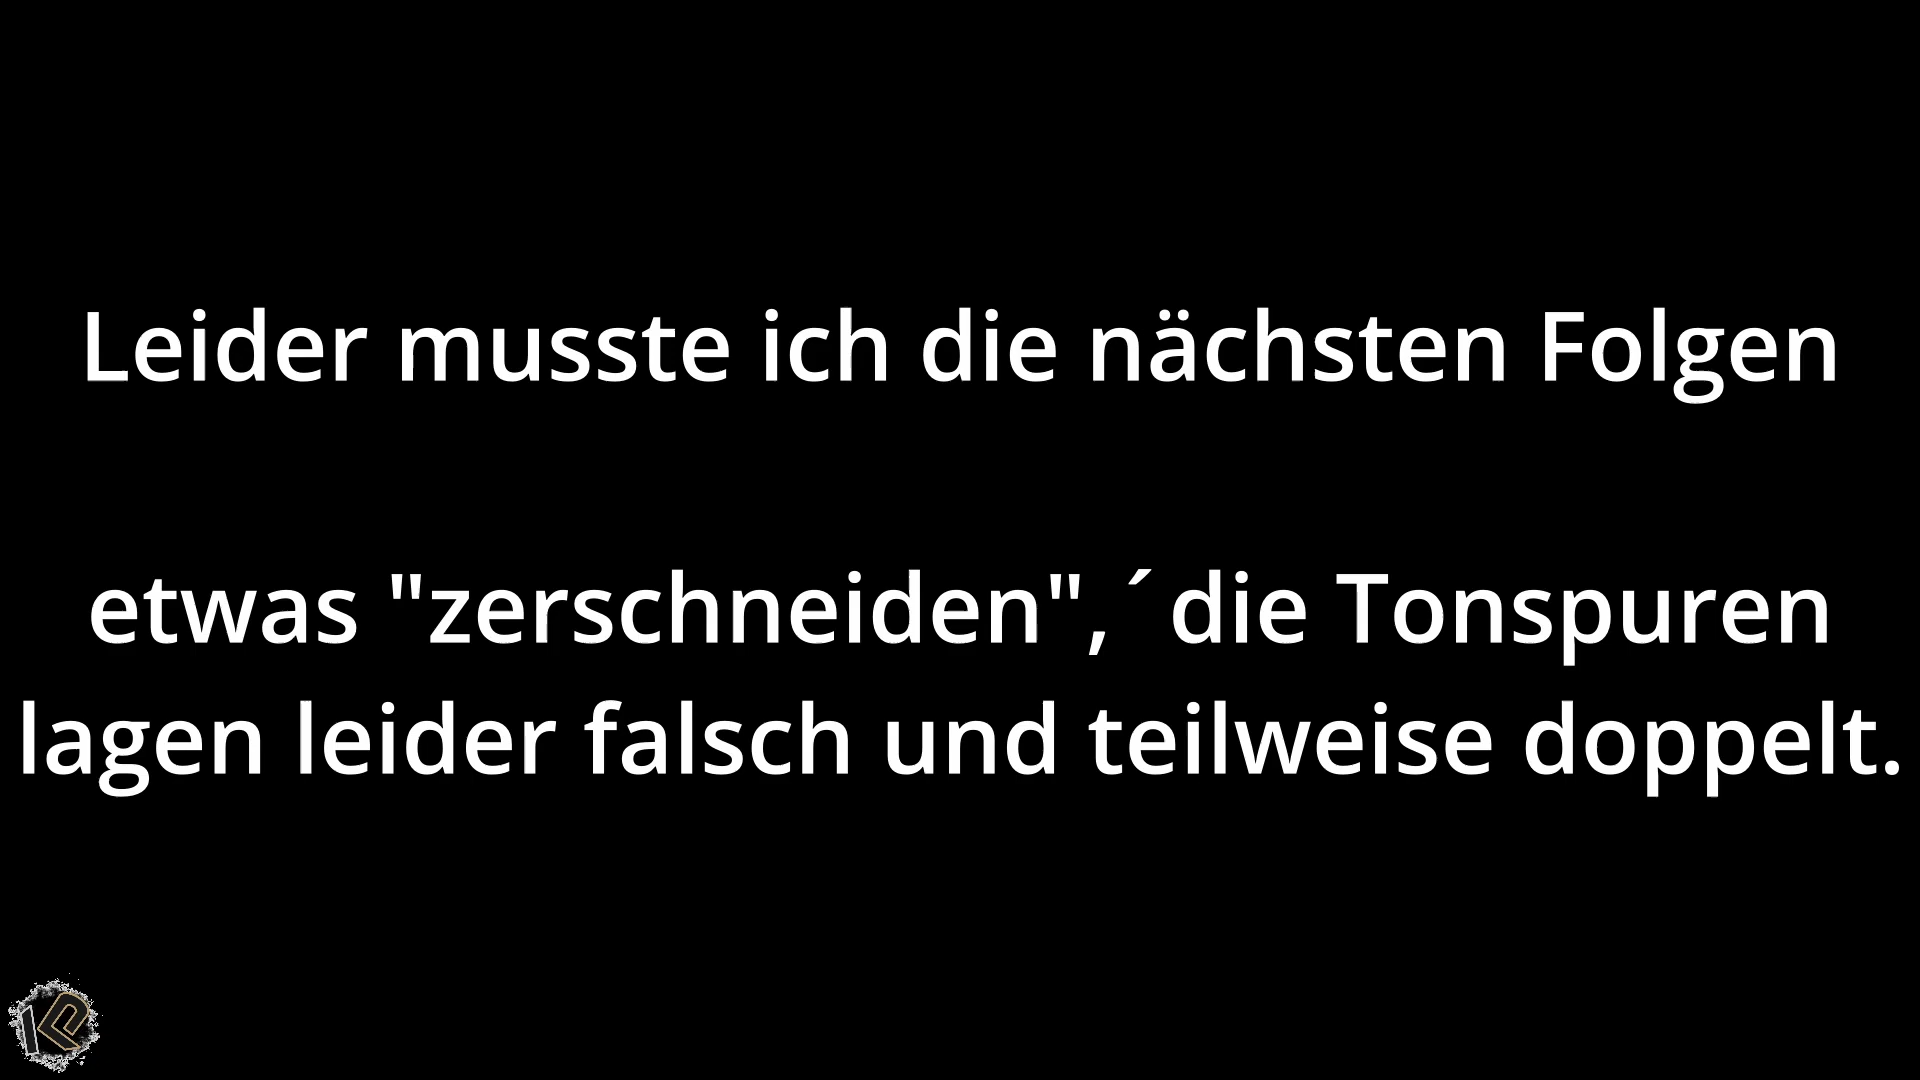 Leider musste ich die nächsten Folgen
etwas "zerschneiden",´ die Tonspuren
lagen leider falsch und teilweise doppelt.